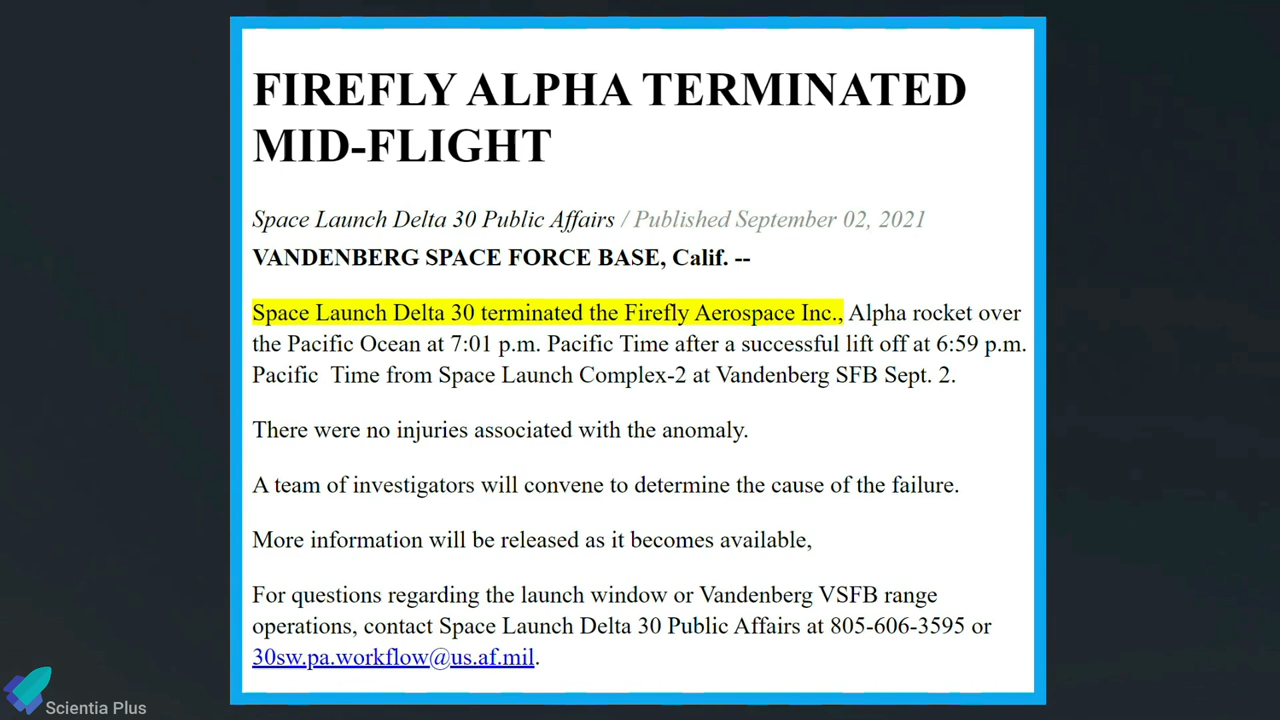 FIREFLY ALPHA TERMINATED
MID-FLIGHT
Space Launch Delta 30 Public Affairs / Published September 02, 2021
VANDENBERG SPACE FORCE BASE, Calif. --
Space Launch Delta 30 terminated the Firefly Aerospace Inc., Alpha rocket over
the Pacific Ocean at 7:01 p.m. Pacific Time after a successful lift off at 6:59 p.m.
Pacific  Time from Space Launch Complex-2 at Vandenberg SFB Sept. 2.
There were no injuries associated with the anomaly.
A team of investigators will convene to determine the cause of the failure.
More information will be released as it becomes available,
For questions regarding the launch window or Vandenberg VSFB range
operations, contact Space Launch Delta 30 Public Affairs at 805-606-3595 or
30sw.pa.workflow@us.af.mil.
Scientia Plus